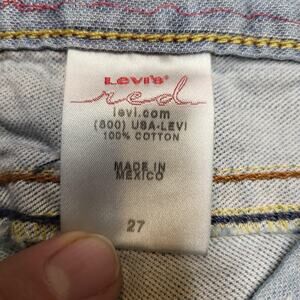 Levi's®
red
levi.com
(800) USA-LEVI
100% COTTON
MADE IN
MEXICO
27